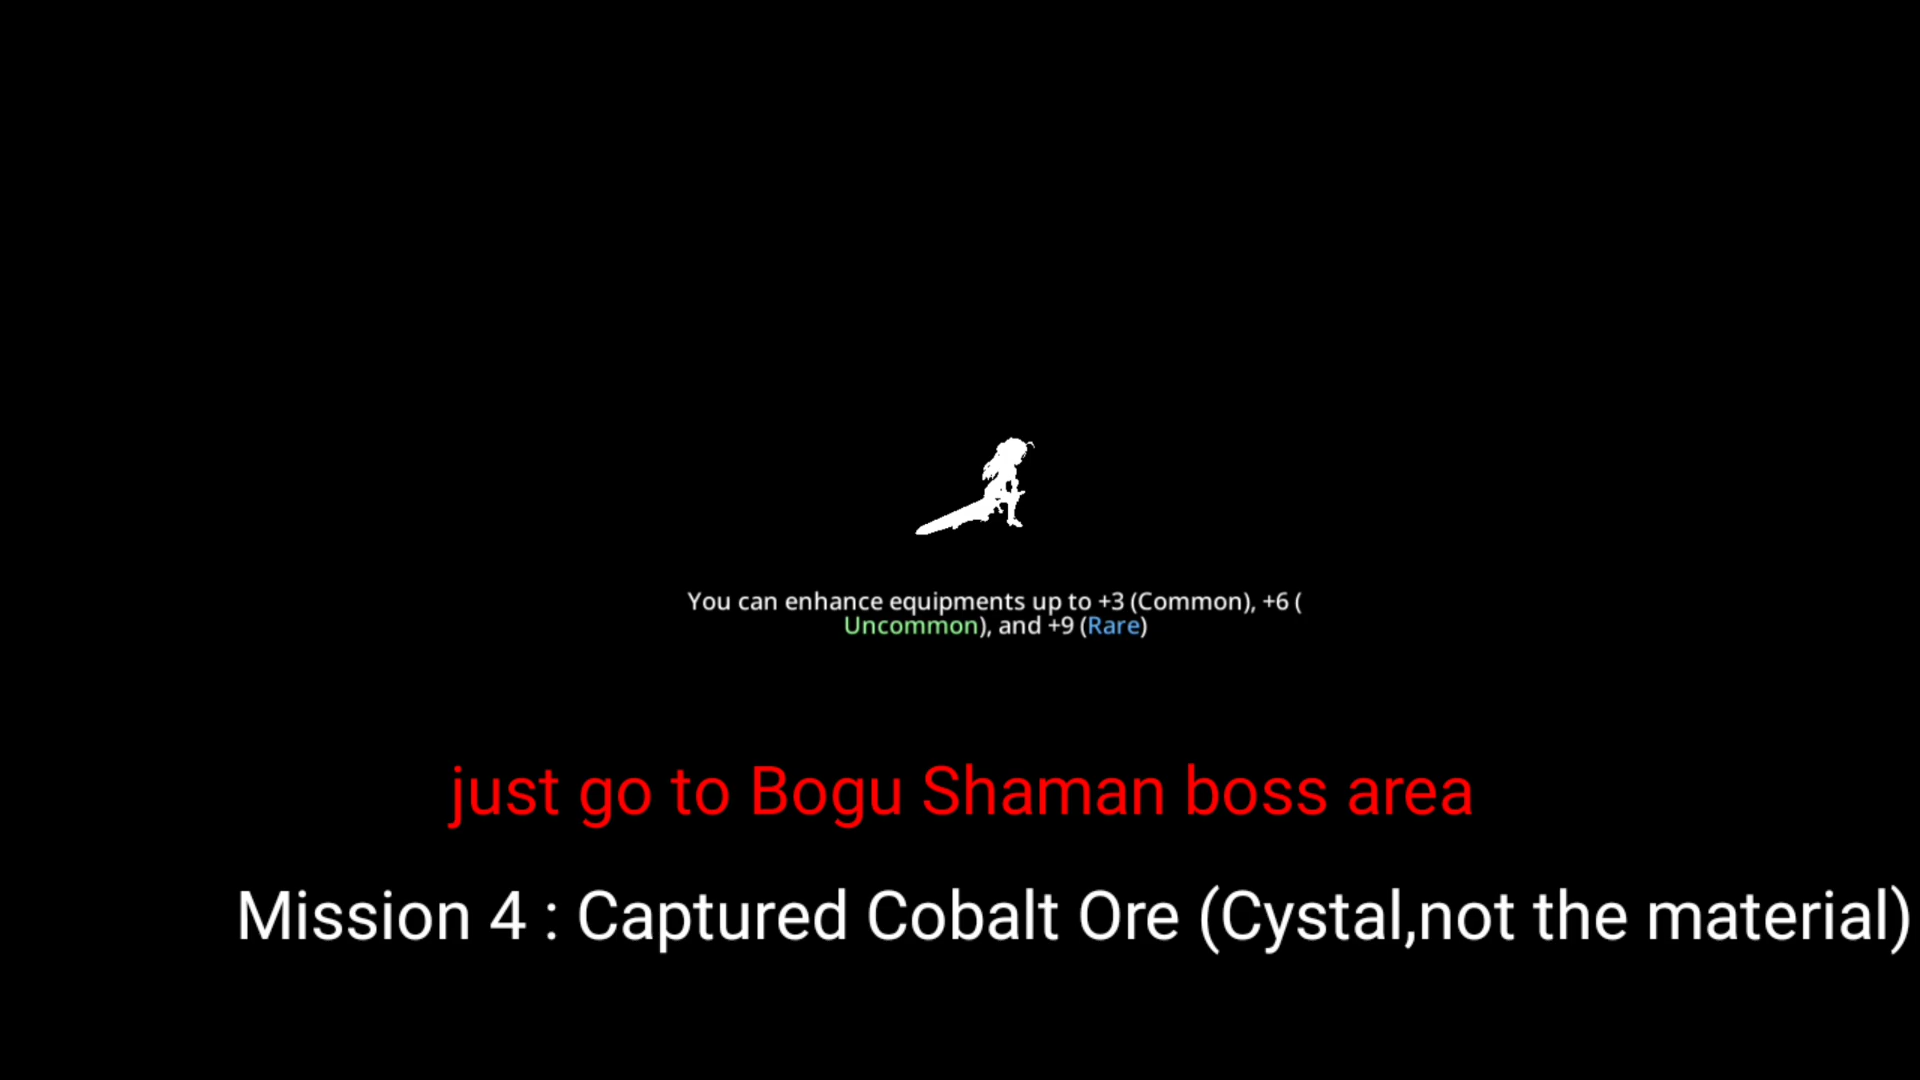 You can enhance equipments up to +3 (Common), +6 (
Uncommon), and +9 (Rare)
just go to Bogu Shaman boss area
Mission 4 : Captured Cobalt Ore (Cystal,not the material)